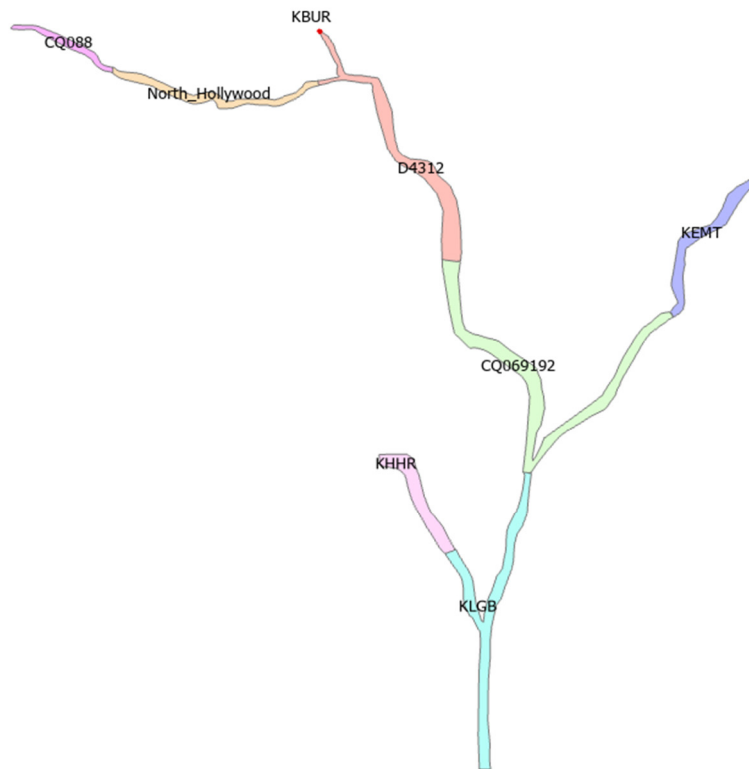 KBUR
CQ088
North_Hollywood
D4312
KEMT
CQ069192
KHHR
KLGB